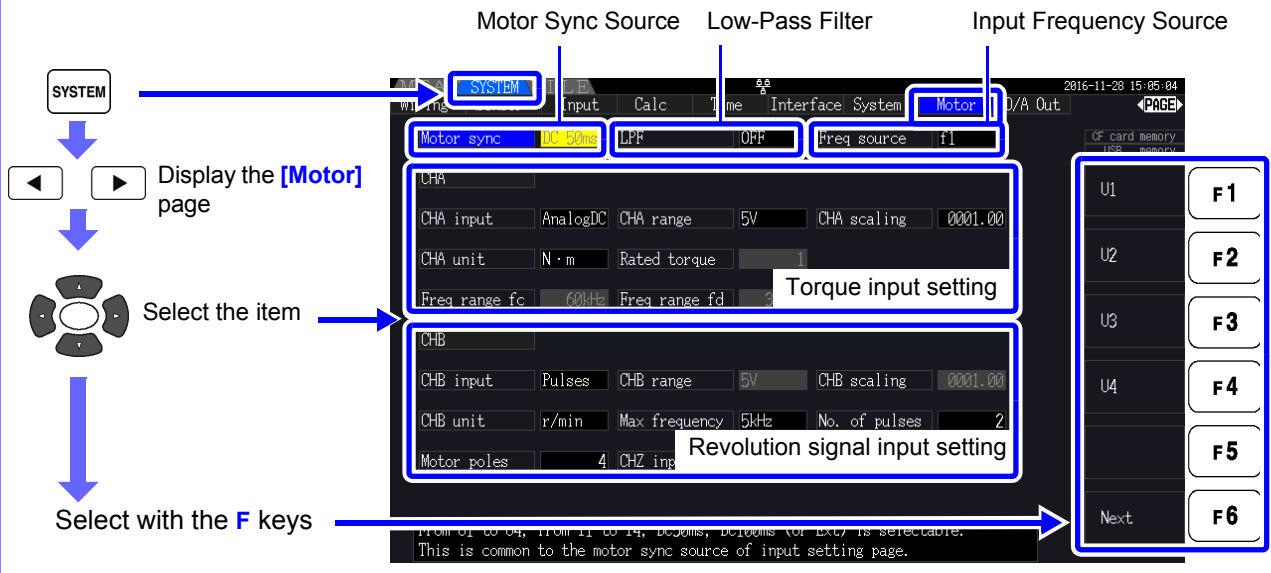 Motor Sync Source Low-Pass Filter Input Frequency Source
SYSTEM
Display the [Motor]
page
Select the item
Select with the F keys
SYSTEM
2016-11-28 15:05:04
Input Calc Interface System Motor D/A Out PAGE
Motor sync DC 50ms LPF OFF Freq source f1
CF card memory
USB memory
CHA
CHA input AnalogDC CHA range 5V CHA scaling 0001.00
CHA unit N・m Rated torque 1
Freq range fc 60kHz Freq range fd
Torque input setting
CHB
CHB input Pulses CHB range 5V CHB scaling 0001.00
CHB unit r/min Max frequency 5kHz No. of pulses 2
Motor poles 4 CHZ
Revolution signal input setting
This is common to the motor sync source of input setting page.
U1 F1
U2 F2
U3 F3
U4 F4
F5
Next F6